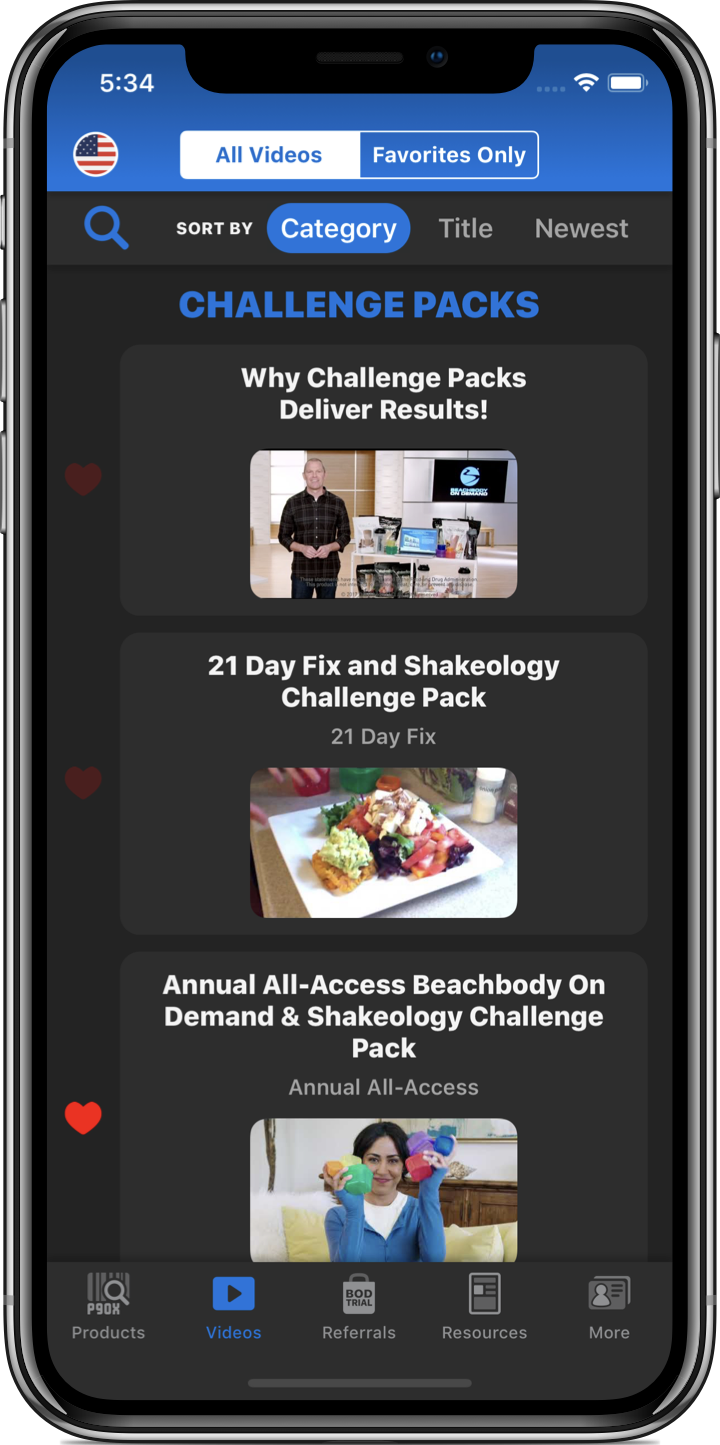 5:34
All Videos
Favorites Only
SORT BY
Category
Title
Newest
CHALLENGE PACKS
Why Challenge Packs
Deliver Results!
BEACHBODY
ON DEMAND
21 Day Fix and Shakeology
Challenge Pack
21 Day Fix
Annual All-Access Beachbody On
Demand & Shakeology Challenge
Pack
Annual All-Access
P90X
BOD
TRIAL
Products
Videos
Referrals
Resources
More